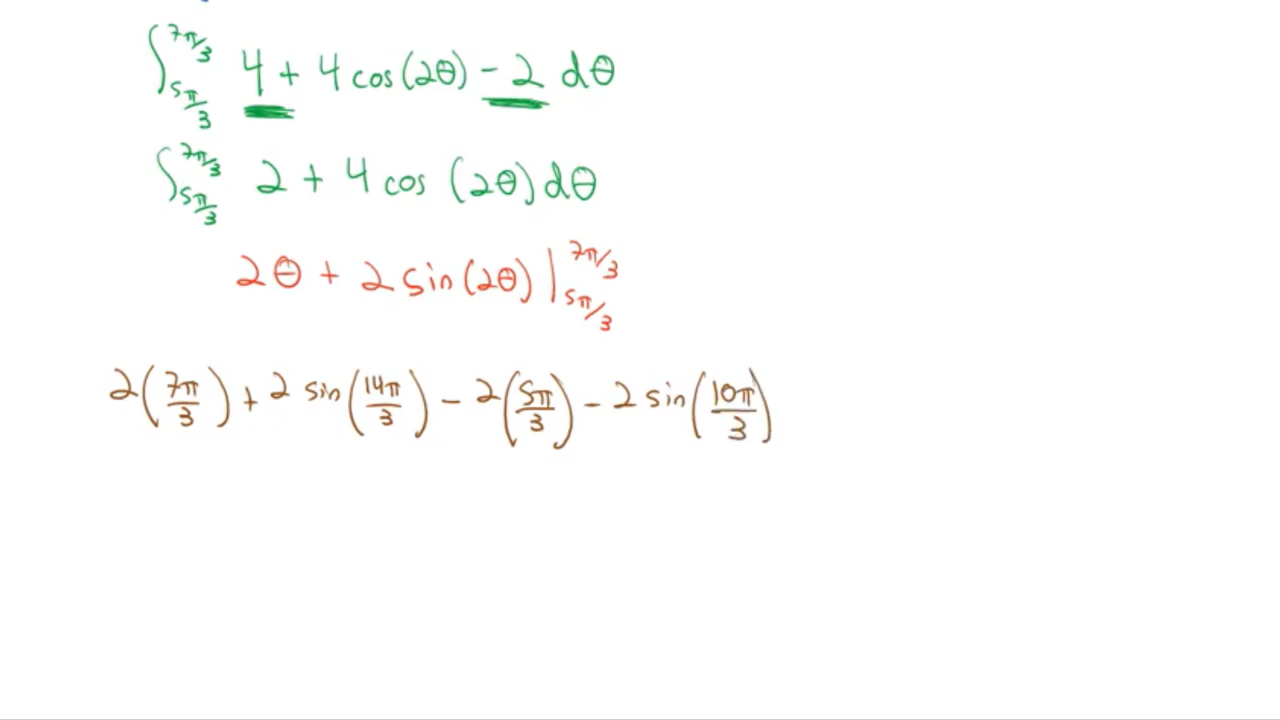 ∫_{5π/3}^{7π/3} 4 + 4 cos(2θ) - 2 dθ
∫_{5π/3}^{7π/3} 2 + 4 cos (2θ) dθ
2θ + 2 sin(2θ) |_{5π/3}^{7π/3}
2(7π/3) + 2 sin(14π/3) - 2(5π/3) - 2 sin(10π/3)